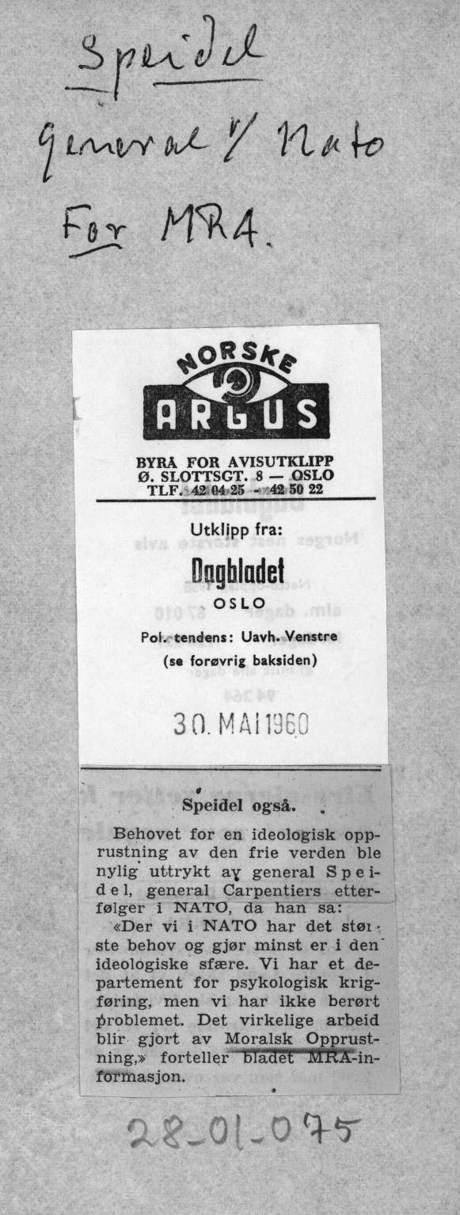 Speidel
General v/ Nato
For MRA.
NORSKE
ARGUS
BYRÅ FOR AVISUTKLIPP
Ø. SLOTTSGT. 8 — OSLO
TLF. 42 04 25 - 42 50 22
Utklipp fra:
Dagbladet
OSLO
Pol. tendens: Uavh. Venstre
(se forøvrig baksiden)
30. MAI 1960
Speidel også.
Behovet for en ideologisk opp-
rustning av den frie verden ble
nylig uttrykt av general Spei-
del, general Carpentiers etter-
følger i NATO, da han sa:
«Der vi i NATO har det stør-
ste behov og gjør minst er i den
ideologiske sfære. Vi har et de-
partement for psykologisk krig-
føring, men vi har ikke berørt
problemet. Det virkelige arbeid
blir gjort av Moralsk Opprust-
ning,» forteller bladet MRA-in-
formasjon.
28-01-075